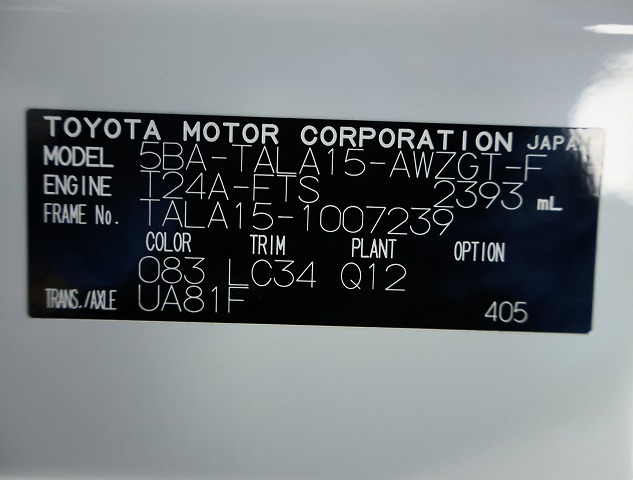 TOYOTA MOTOR CORPORATION JAPAN
MODEL 5BA-TALA15-AWZGT-F
ENGINE T24A-FTS 2393 mL
FRAME No. TALA15-1007239
COLOR TRIM PLANT OPTION
083 LC34 Q12
TRANS./AXLE UA81F 405